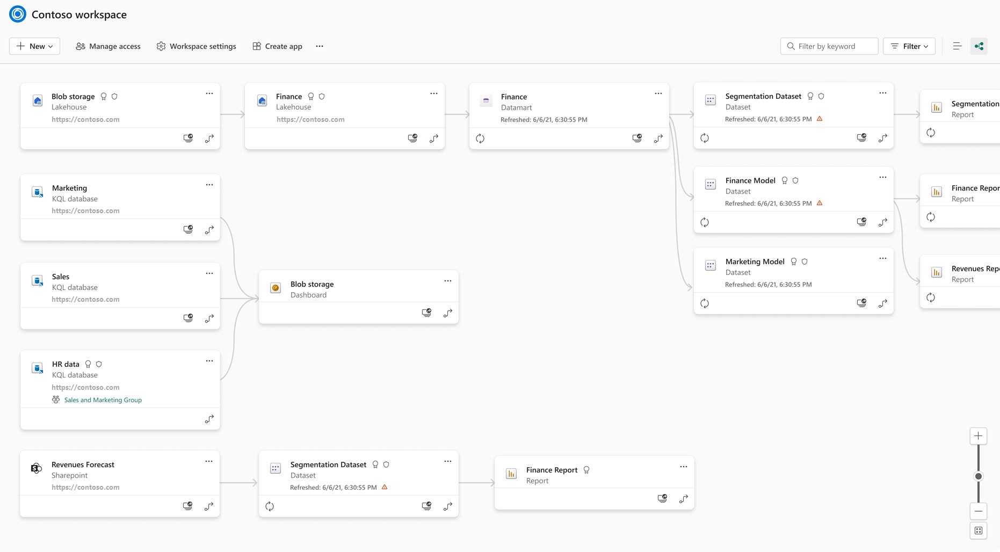 Contoso workspace
New
Manage access
Workspace settings
Create app
Filter by keyword
Filter
Blob storage
Lakehouse
https://contoso.com
Finance
Lakehouse
https://contoso.com
Finance
Datamart
Refreshed: 6/6/21, 6:30:55 PM
Segmentation Dataset
Dataset
Refreshed: 6/6/21, 6:30:55 PM
Segmentation
Report
Marketing
KQL database
https://contoso.com
Finance Model
Dataset
Refreshed: 6/6/21, 6:30:55 PM
Finance Repor
Report
Sales
KQL database
https://contoso.com
Blob storage
Dashboard
Marketing Model
Dataset
Refreshed: 6/6/21, 6:30:55 PM
Revenues Repo
Report
HR data
KQL database
https://contoso.com
Sales and Marketing Group
Revenues Forecast
Sharepoint
https://contoso.com
Segmentation Dataset
Dataset
Refreshed: 6/6/21, 6:30:55 PM
Finance Report
Report